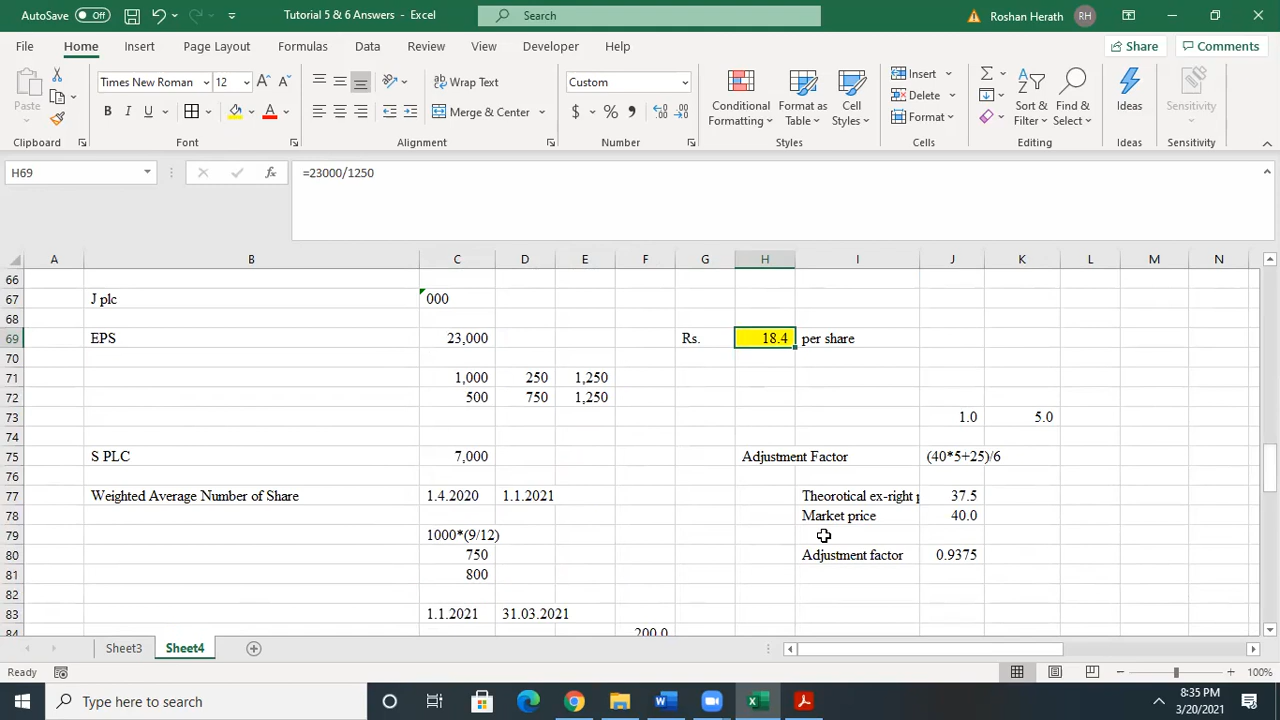 AutoSave Off Tutorial 5 & 6 Answers - Excel Search Roshan Herath RH
File Home Insert Page Layout Formulas Data Review View Developer Help Share Comments
Paste Times New Roman 12 Wrap Text Custom Conditional Formatting Format as Table Cell Styles Insert Sort & Filter Find & Select Ideas Sensitivity
B I U Merge & Center $ % Delete
Format
Clipboard Font Alignment Number Styles Cells Editing Ideas Sensitivity
H69 fx =23000/1250
A B C D E F G H I J K L M N
66
67 J plc 000
68
69 EPS 23,000 Rs. 18.4 per share
70
71 1,000 250 1,250
72 500 750 1,250
73 1.0 5.0
74
75 S PLC 7,000 Adjustment Factor (40*5+25)/6
76
77 Weighted Average Number of Share 1.4.2020 1.1.2021 Theorotical ex-right p 37.5
78 Market price 40.0
79 1000*(9/12)
80 750 Adjustment factor 0.9375
81 800
82
83 1.1.2021 31.03.2021
84 200.0
Sheet3 Sheet4
Ready 100%
Type here to search 8:35 PM
3/20/2021